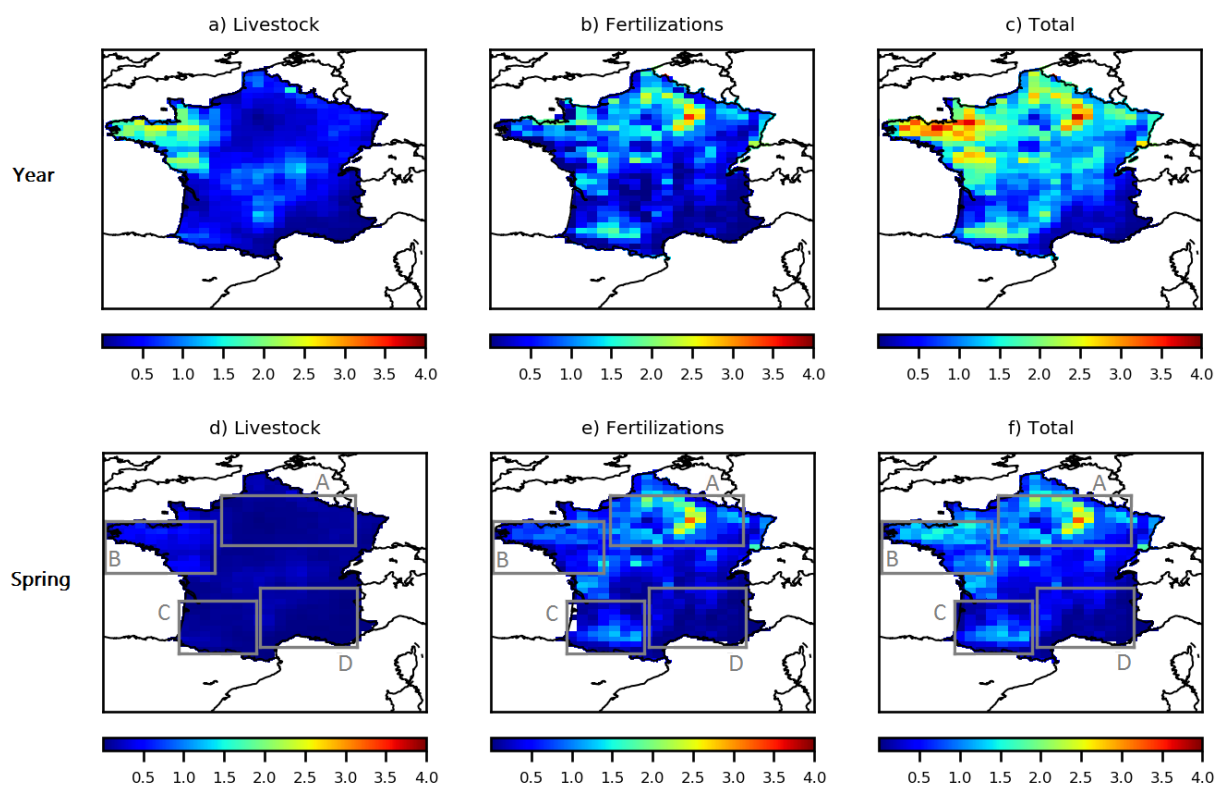 a) Livestock b) Fertilizations c) Total
Year
0.5 1.0 1.5 2.0 2.5 3.0 3.5 4.0 0.5 1.0 1.5 2.0 2.5 3.0 3.5 4.0 0.5 1.0 1.5 2.0 2.5 3.0 3.5 4.0
d) Livestock e) Fertilizations f) Total
A A A
B B B
Spring
C C C
D D D
0.5 1.0 1.5 2.0 2.5 3.0 3.5 4.0 0.5 1.0 1.5 2.0 2.5 3.0 3.5 4.0 0.5 1.0 1.5 2.0 2.5 3.0 3.5 4.0